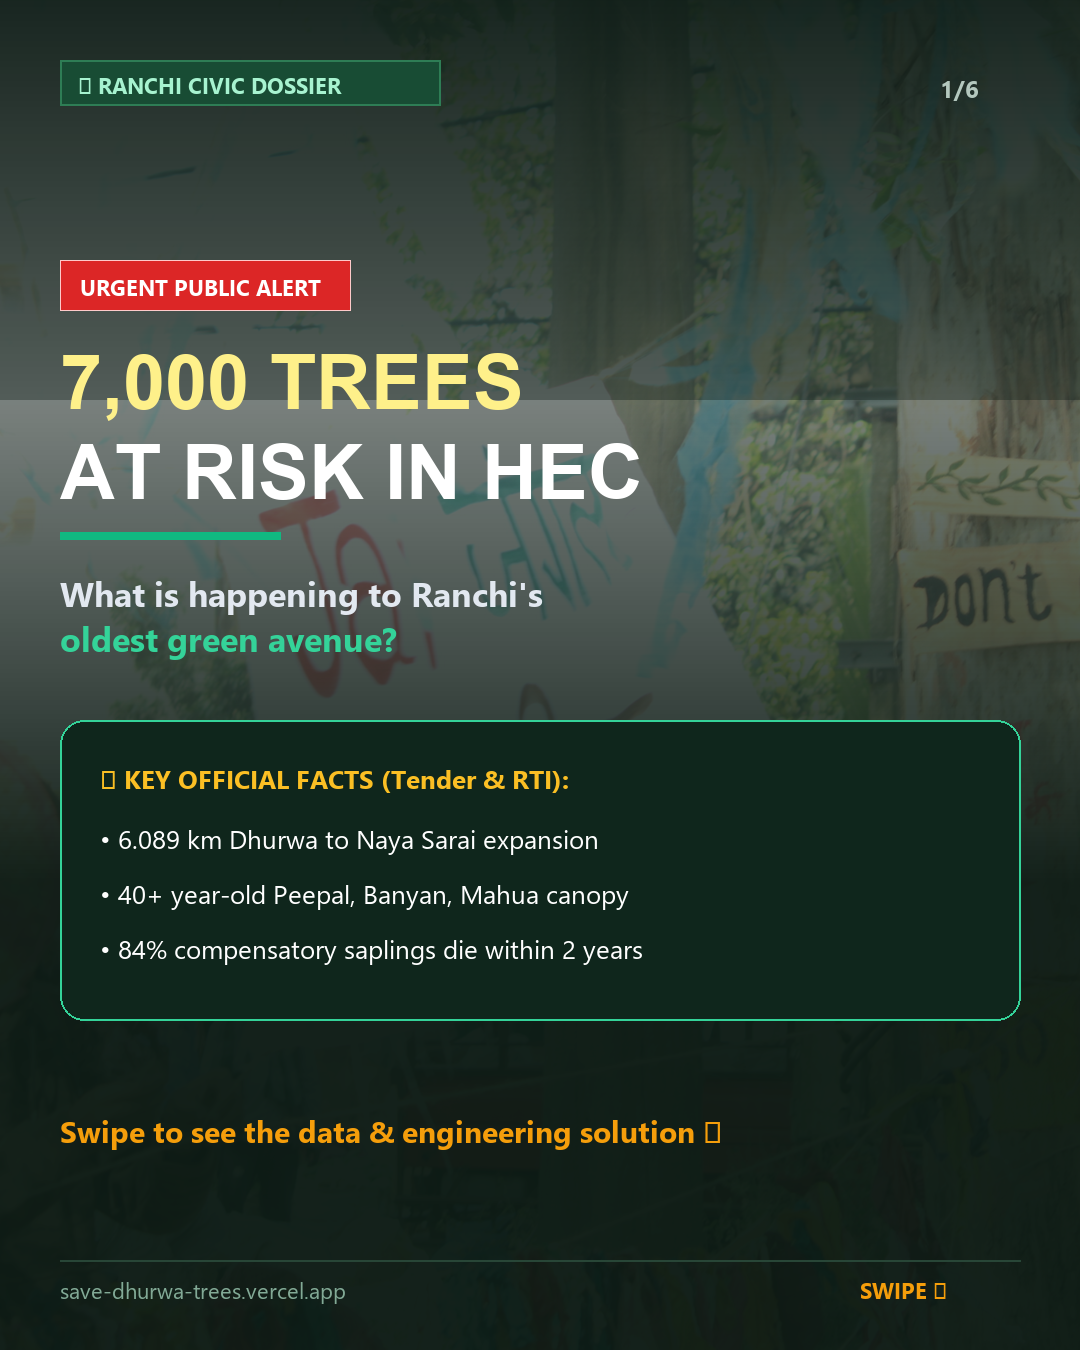 RANCHI CIVIC DOSSIER
1/6
URGENT PUBLIC ALERT
7,000 TREES
AT RISK IN HEC
What is happening to Ranchi's
oldest green avenue?
Don't
KEY OFFICIAL FACTS (Tender & RTI):
• 6.089 km Dhurwa to Naya Sarai expansion
• 40+ year-old Peepal, Banyan, Mahua canopy
• 84% compensatory saplings die within 2 years
Swipe to see the data & engineering solution
save-dhurwa-trees.vercel.app
SWIPE